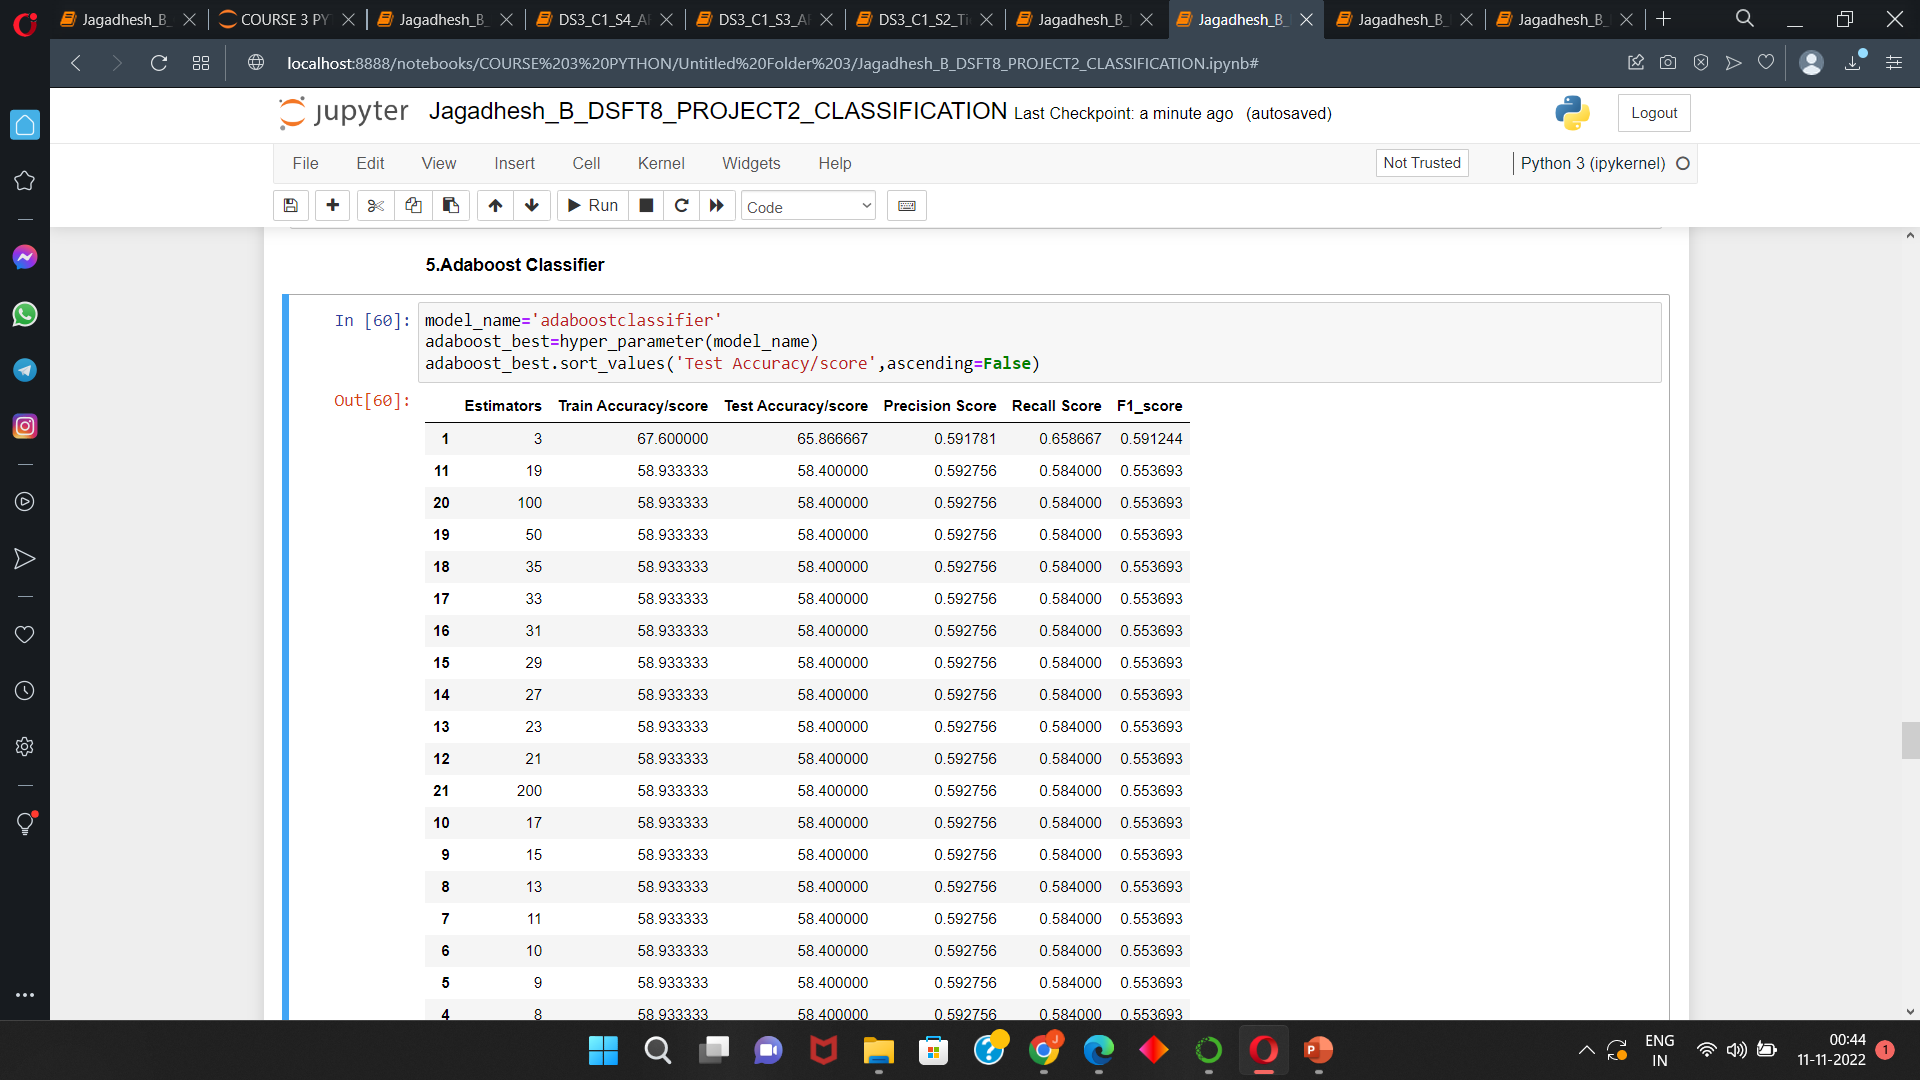 Jagadhesh_B_ COURSE 3 PY Jagadhesh_B_ DS3_C1_S4_A DS3_C1_S3_A DS3_C1_S2_Ti Jagadhesh_B_ Jagadhesh_B_ Jagadhesh_B_ Jagadhesh_B_
localhost:8888/notebooks/COURSE%203%20PYTHON/Untitled%20Folder%203/Jagadhesh_B_DSFT8_PROJECT2_CLASSIFICATION.ipynb#
jupyter Jagadhesh_B_DSFT8_PROJECT2_CLASSIFICATION Last Checkpoint: a minute ago (autosaved) Logout
File Edit View Insert Cell Kernel Widgets Help Not Trusted Python 3 (ipykernel)
Run Code
5.Adaboost Classifier
In [60]: model_name='adaboostclassifier'
adaboost_best=hyper_parameter(model_name)
adaboost_best.sort_values('Test Accuracy/score',ascending=False)
Out[60]:
Estimators Train Accuracy/score Test Accuracy/score Precision Score Recall Score F1_score
1 3 67.600000 65.866667 0.591781 0.658667 0.591244
11 19 58.933333 58.400000 0.592756 0.584000 0.553693
20 100 58.933333 58.400000 0.592756 0.584000 0.553693
19 50 58.933333 58.400000 0.592756 0.584000 0.553693
18 35 58.933333 58.400000 0.592756 0.584000 0.553693
17 33 58.933333 58.400000 0.592756 0.584000 0.553693
16 31 58.933333 58.400000 0.592756 0.584000 0.553693
15 29 58.933333 58.400000 0.592756 0.584000 0.553693
14 27 58.933333 58.400000 0.592756 0.584000 0.553693
13 23 58.933333 58.400000 0.592756 0.584000 0.553693
12 21 58.933333 58.400000 0.592756 0.584000 0.553693
21 200 58.933333 58.400000 0.592756 0.584000 0.553693
10 17 58.933333 58.400000 0.592756 0.584000 0.553693
9 15 58.933333 58.400000 0.592756 0.584000 0.553693
8 13 58.933333 58.400000 0.592756 0.584000 0.553693
7 11 58.933333 58.400000 0.592756 0.584000 0.553693
6 10 58.933333 58.400000 0.592756 0.584000 0.553693
5 9 58.933333 58.400000 0.592756 0.584000 0.553693
4 8 58.933333 58.400000 0.592756 0.584000 0.553693
J P ENG
IN
00:44
11-11-2022 1